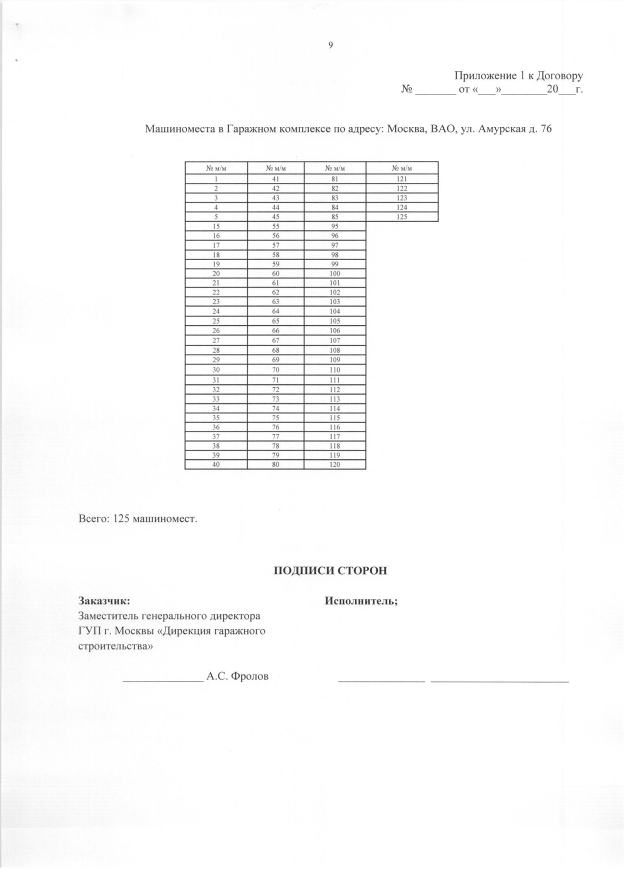 9
Приложение 1 к Договору
№ _______ от «___»________20___г.
Машиноместа в Гаражном комплексе по адресу: Москва, ВАО, ул. Амурская д. 76
№ м/м № м/м № м/м № м/м
1 41 81 121
2 42 82 122
3 43 83 123
4 44 84 124
5 45 85 125
15 55 95
16 56 96
17 57 97
18 58 98
19 59 99
20 60 100
21 61 101
22 62 102
23 63 103
24 64 104
25 65 105
26 66 106
27 67 107
28 68 108
29 69 109
30 70 110
31 71 111
32 72 112
33 73 113
34 74 114
35 75 115
36 76 116
37 77 117
38 78 118
39 79 119
40 80 120
Всего: 125 машиномест.
ПОДПИСИ СТОРОН
Заказчик: Исполнитель;
Заместитель генерального директора
ГУП г. Москвы «Дирекция гаражного
строительства»
______________ А.С. Фролов _______________ ________________________